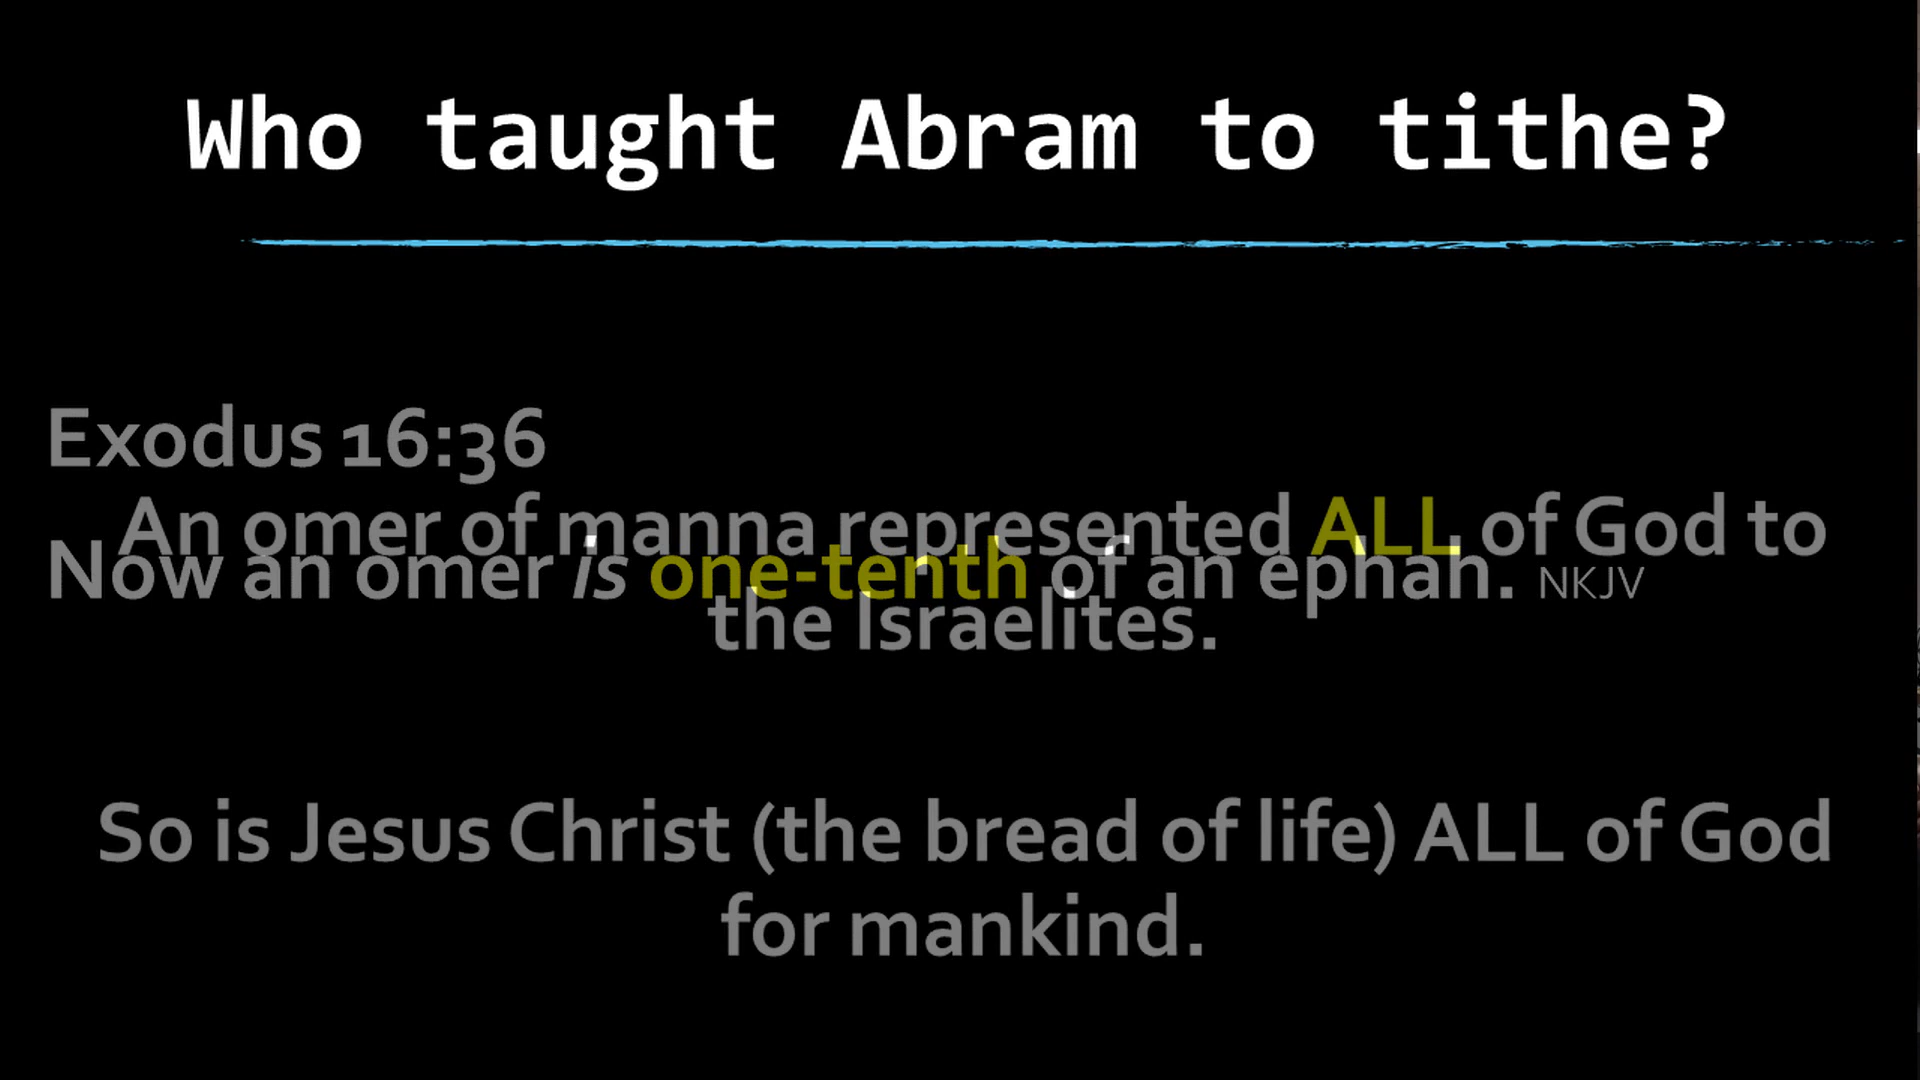 Who taught Abram to tithe?
Exodus 16:36
An omer of manna represented ALL of God to
Now an omer is one-tenth of an ephah. NKJV
the Israelites.
So is Jesus Christ (the bread of life) ALL of God
for mankind.